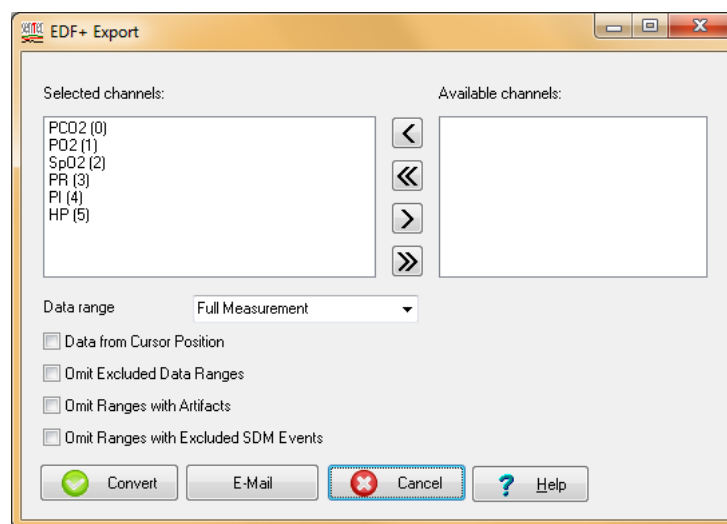 sentec EDF+ Export
Selected channels:
Available channels:
PCO2 (0)
PO2 (1)
SpO2 (2)
PR (3)
PI (4)
HP (5)
Data range
Full Measurement
Data from Cursor Position
Omit Excluded Data Ranges
Omit Ranges with Artifacts
Omit Ranges with Excluded SDM Events
Convert
E-Mail
Cancel
? Help